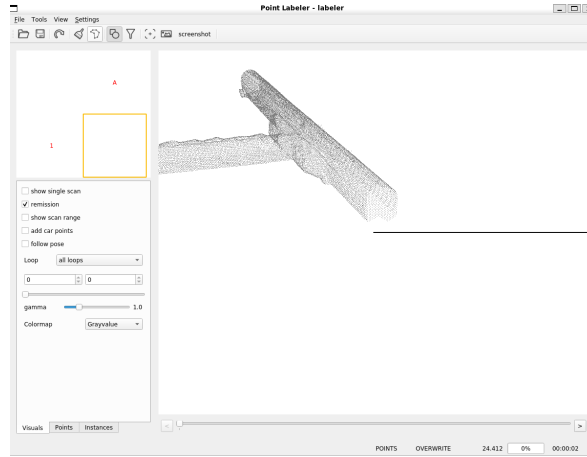 Point Labeler - labeler
File Tools View Settings
screenshot
A
1
show single scan
remission
show scan range
add car points
follow pose
Loop all loops
0 0
gamma 1.0
Colormap Grayvalue
Visuals Points Instances
< >
POINTS OVERWRITE 24.412 0% 00:00:02